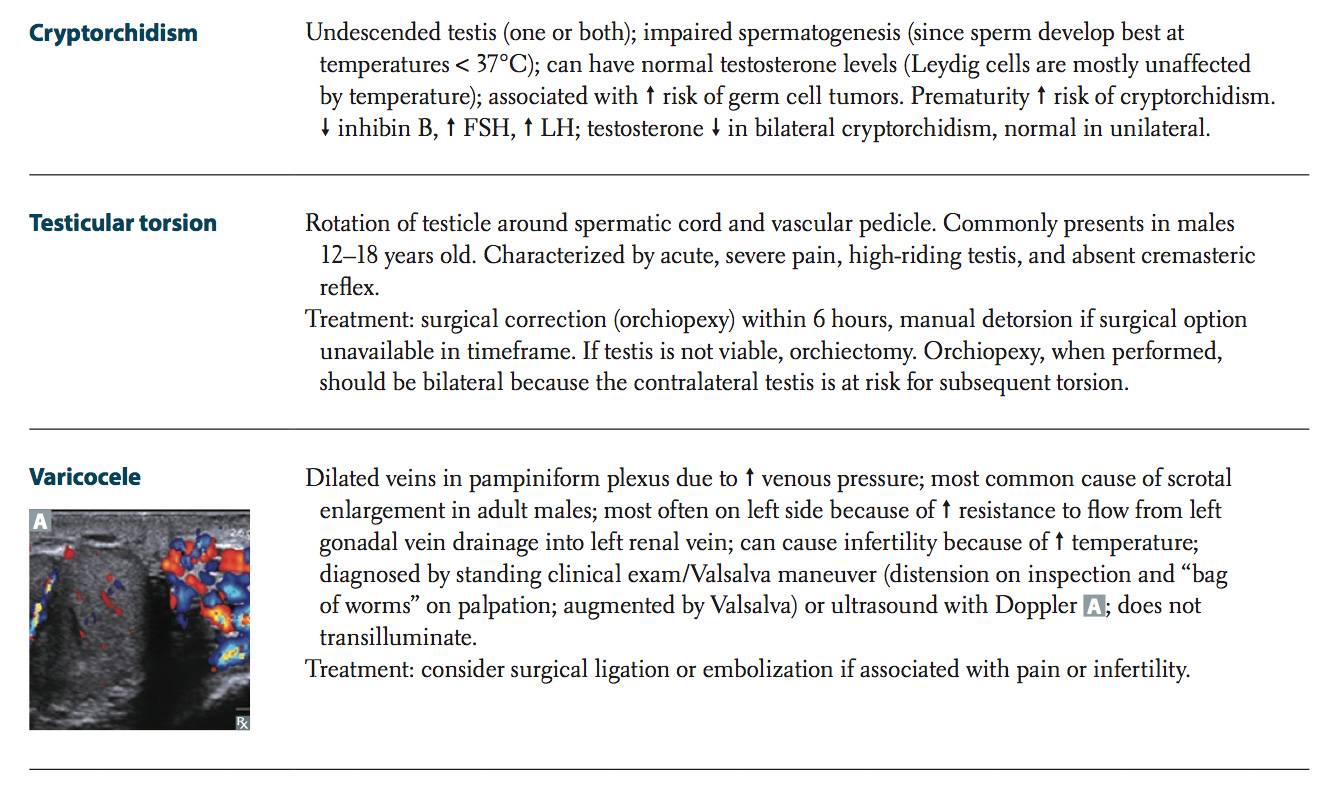 Cryptorchidism
Undescended testis (one or both); impaired spermatogenesis (since sperm develop best at
temperatures < 37°C); can have normal testosterone levels (Leydig cells are mostly unaffected
by temperature); associated with ↑ risk of germ cell tumors. Prematurity ↑ risk of cryptorchidism.
↓ inhibin B, ↑ FSH, ↑ LH; testosterone ↓ in bilateral cryptorchidism, normal in unilateral.
Testicular torsion
Rotation of testicle around spermatic cord and vascular pedicle. Commonly presents in males
12–18 years old. Characterized by acute, severe pain, high-riding testis, and absent cremasteric
reflex.
Treatment: surgical correction (orchiopexy) within 6 hours, manual detorsion if surgical option
unavailable in timeframe. If testis is not viable, orchiectomy. Orchiopexy, when performed,
should be bilateral because the contralateral testis is at risk for subsequent torsion.
Varicocele
A
Dilated veins in pampiniform plexus due to ↑ venous pressure; most common cause of scrotal
enlargement in adult males; most often on left side because of ↑ resistance to flow from left
gonadal vein drainage into left renal vein; can cause infertility because of ↑ temperature;
diagnosed by standing clinical exam/Valsalva maneuver (distension on inspection and “bag
of worms” on palpation; augmented by Valsalva) or ultrasound with Doppler A; does not
transilluminate.
Treatment: consider surgical ligation or embolization if associated with pain or infertility.
℞